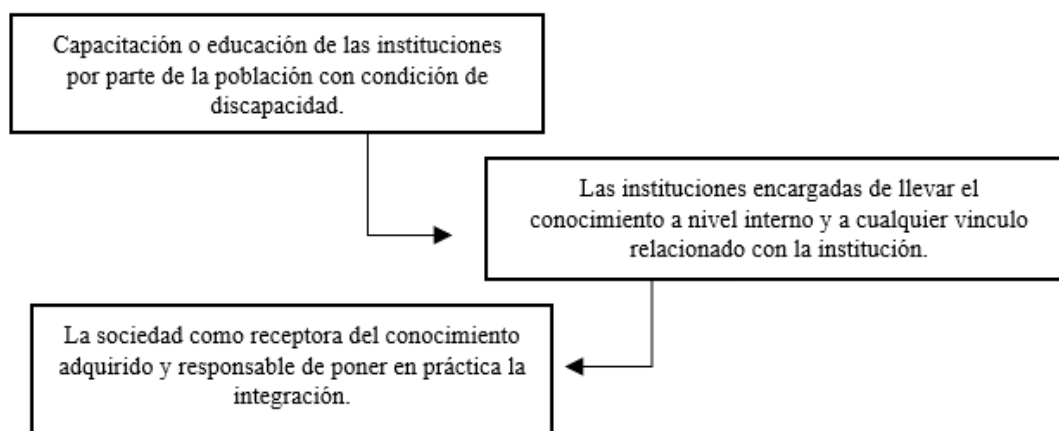 Capacitación o educación de las instituciones
por parte de la población con condición de
discapacidad.
Las instituciones encargadas de llevar el
conocimiento a nivel interno y a cualquier vinculo
relacionado con la institución.
La sociedad como receptora del conocimiento
adquirido y responsable de poner en práctica la
integración.